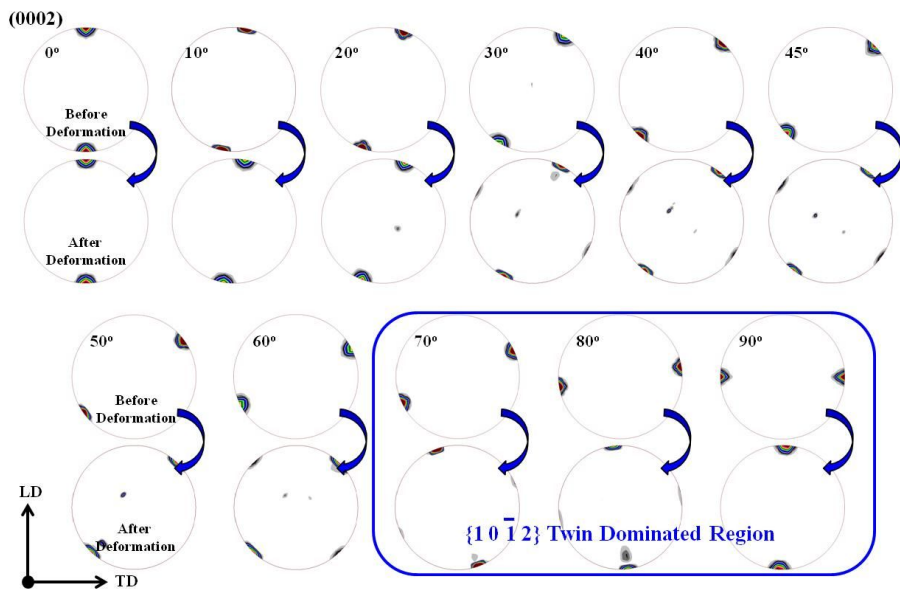 (0002)
0º
10º
20º
30º
40º
45º
Before
Deformation
After
Deformation
50º
60º
70º
80º
90º
Before
Deformation
After
Deformation
{1 0 1̅ 2} Twin Dominated Region
LD
TD